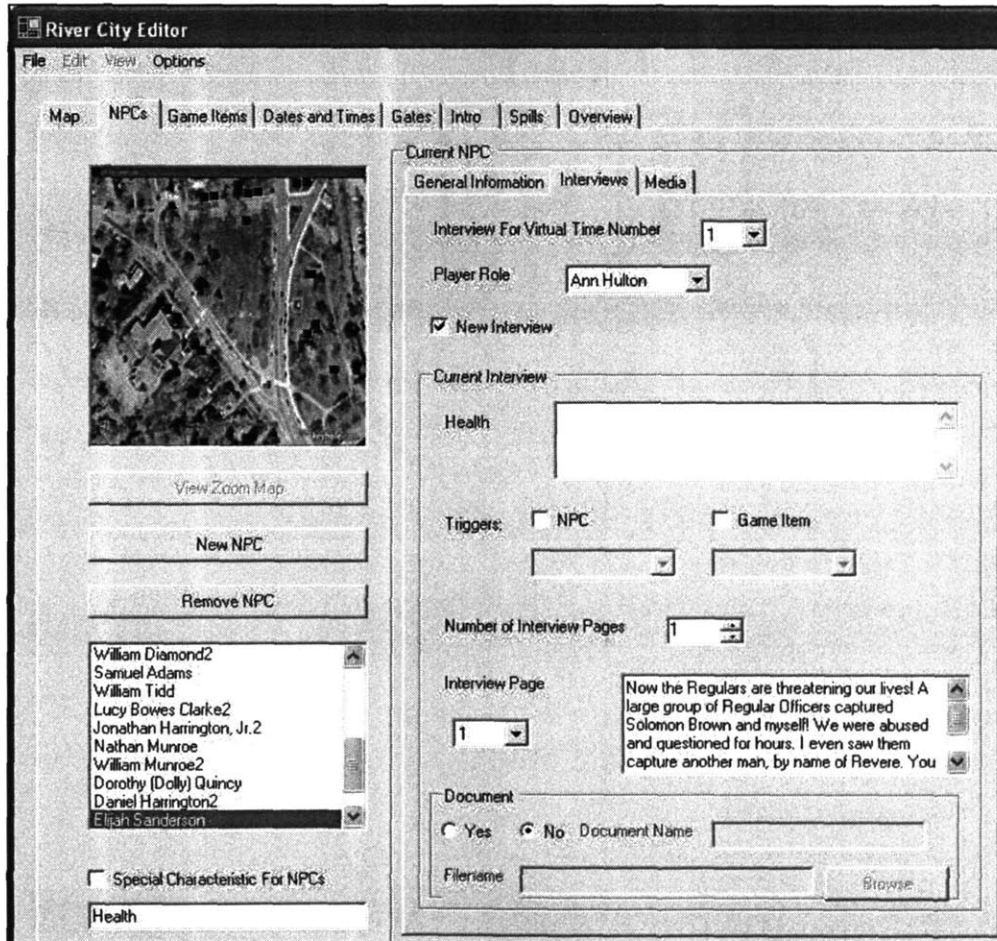 River City Editor
File Edit View Options
Map NPCs Game Items Dates and Times Gates Intro Spills Overview
Current NPC
General Information Interviews Media
Interview For Virtual Time Number 1
Player Role Ann Hulton
New Interview
Current Interview
Health
View Zoom Map
Triggers: NPC Game Item
New NPC
Remove NPC
Number of Interview Pages 1
William Diamond2
Samuel Adams
William Tidd
Lucy Bowes Clarke2
Jonathan Harrington, Jr.2
Nathan Munroe
William Munroe2
Dorothy (Dolly) Quincy
Daniel Harrington2
Elijah Sanderson
Interview Page
1
Now the Regulars are threatening our lives! A
large group of Regular Officers captured
Solomon Brown and myself! We were abused
and questioned for hours. I even saw them
capture another man, by name of Revere. You
Document
Yes No Document Name
Special Characteristic For NPCs
Filename Browse
Health